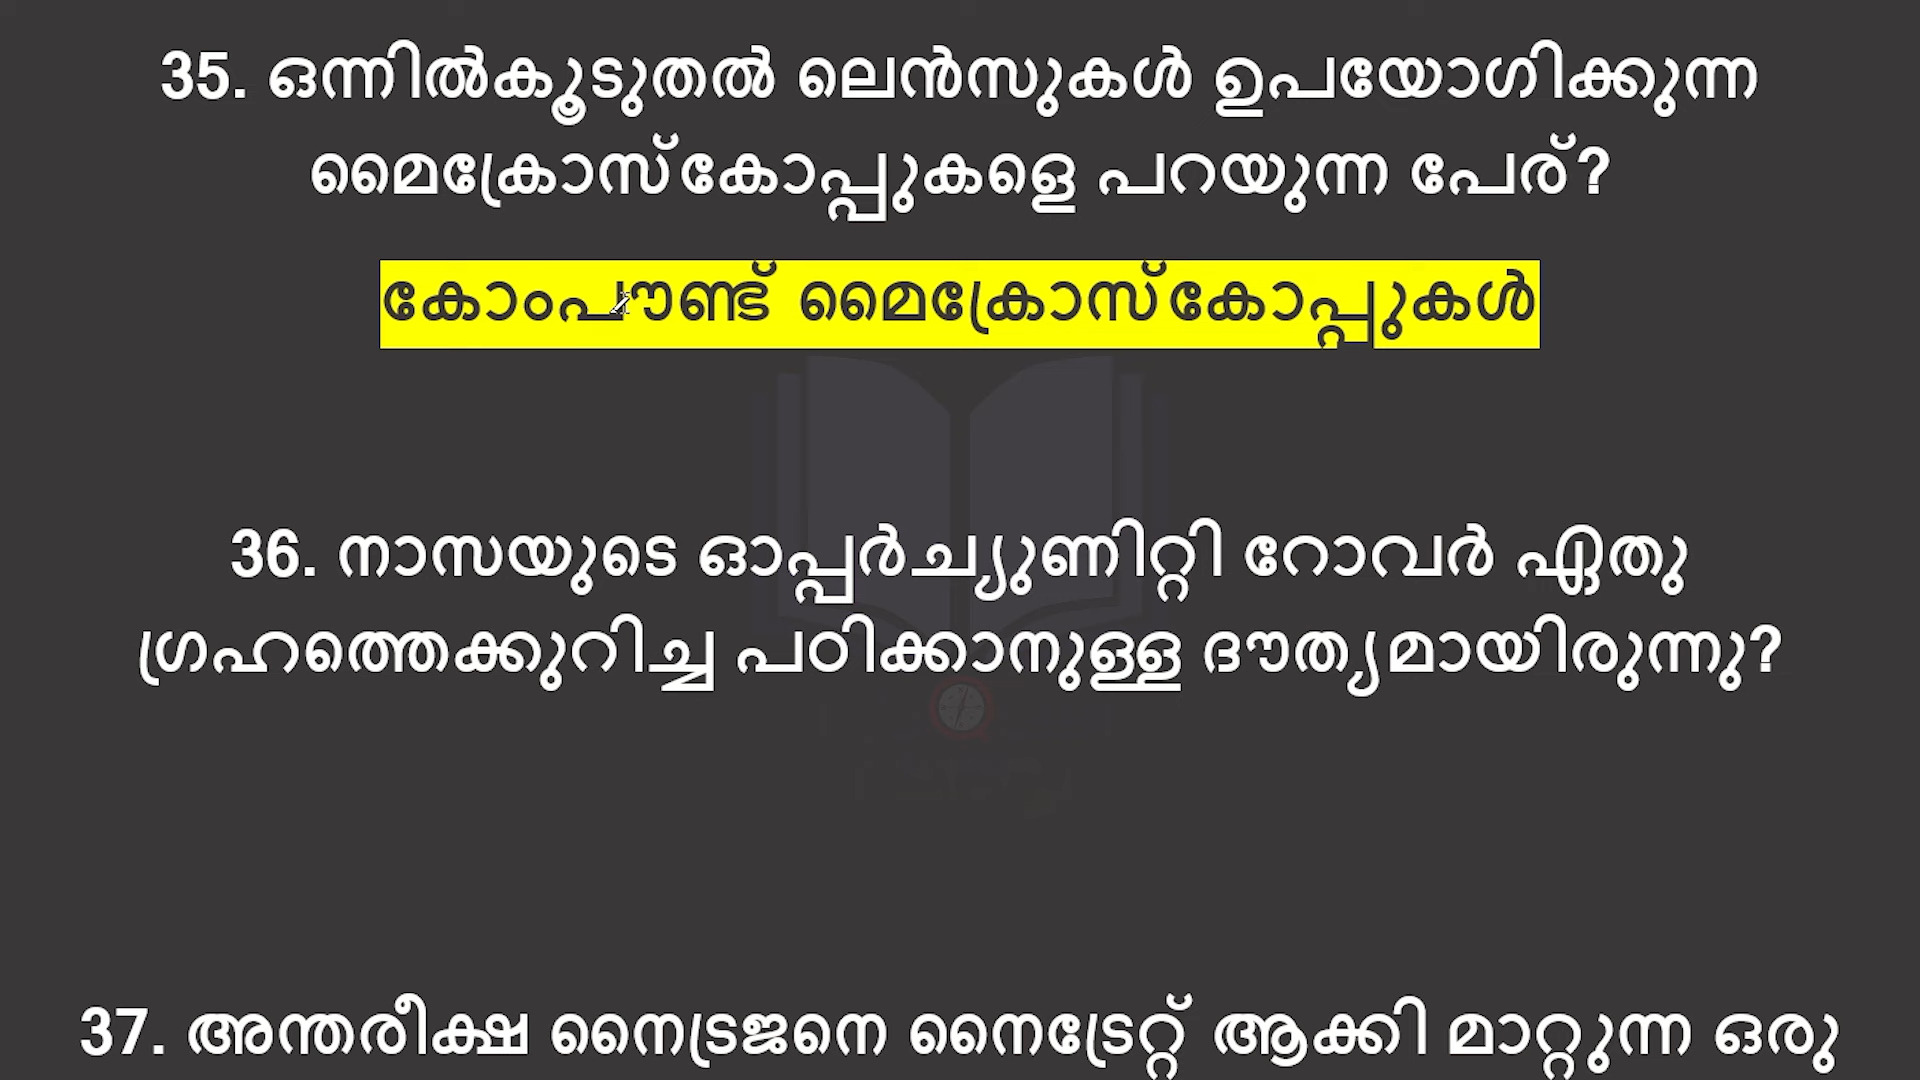 35. ഒന്നിൽകൂടുതൽ ലെൻസുകൾ ഉപയോഗിക്കുന്ന
മൈക്രോസ്കോപ്പുകളെ പറയുന്ന പേര്?
കോംപൗണ്ട് മൈക്രോസ്കോപ്പുകൾ
36. നാസയുടെ ഓപ്പർച്യുണിറ്റി റോവർ ഏതു
ഗ്രഹത്തെക്കുറിച്ച പഠിക്കാനുള്ള ദൗത്യമായിരുന്നു?
37. അന്തരീക്ഷ നൈട്രജനെ നൈട്രേറ്റ് ആക്കി മാറ്റുന്ന ഒരു